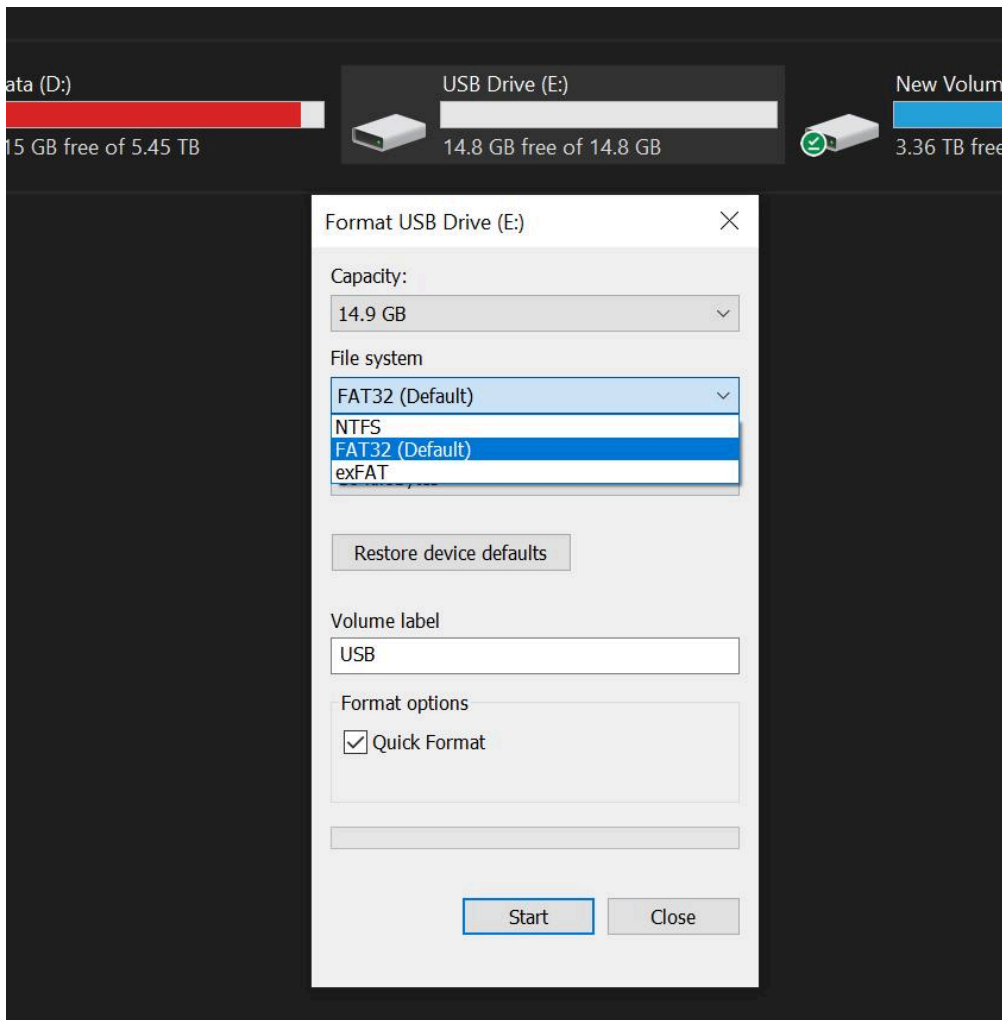 ata (D:)
15 GB free of 5.45 TB
USB Drive (E:)
14.8 GB free of 14.8 GB
New Volum
3.36 TB free
Format USB Drive (E:)
Capacity:
14.9 GB
File system
FAT32 (Default)
NTFS
FAT32 (Default)
exFAT
Restore device defaults
Volume label
USB
Format options
Quick Format
Start
Close